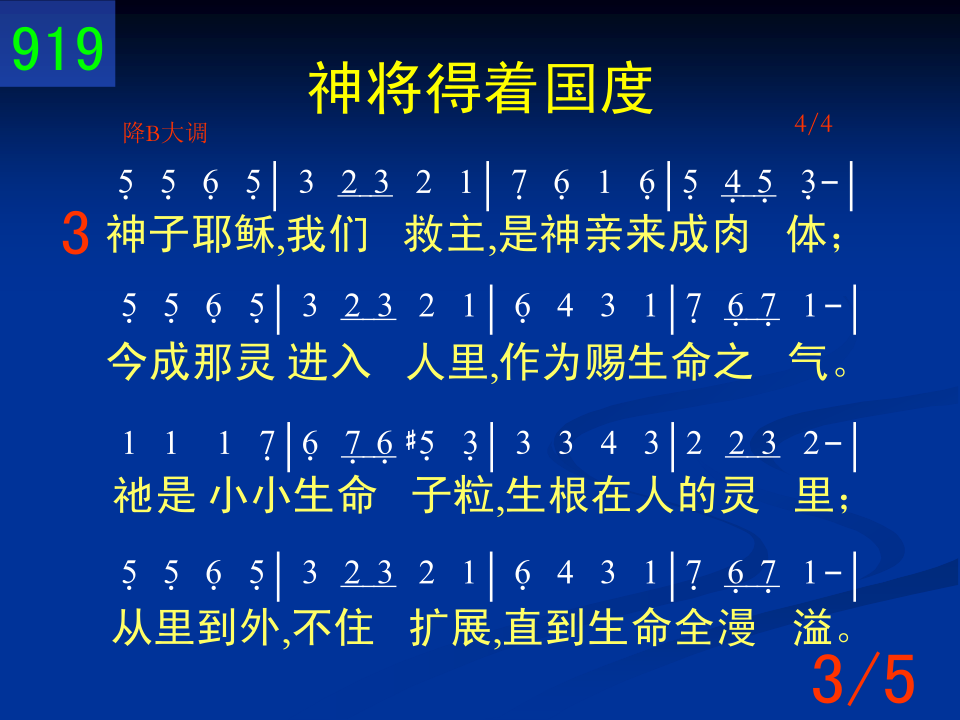 919
神将得着国度
降B大调 4/4
5̣ 5̣ 6̣ 5̣| 3 2 3 2 1| 7̣ 6̣ 1 6̣|5̣ 4̣ 5̣ 3̣-|
3 神子耶稣,我们 救主,是神亲来成肉 体；
5̣ 5̣ 6̣ 5̣| 3 2 3 2 1| 6̣ 4 3 1|7̣ 6̣ 7̣ 1-|
今成那灵 进入 人里,作为赐生命之 气。
1 1 1 7̣|6̣ 7̣ 6̣ #5̣ 3̣| 3 3 4 3|2 2 3 2-|
祂是 小小生命 子粒,生根在人的灵 里；
5̣ 5̣ 6̣ 5̣| 3 2 3 2 1| 6̣ 4 3 1|7̣ 6̣ 7̣ 1-|
从里到外,不住 扩展,直到生命全漫 溢。
3/5